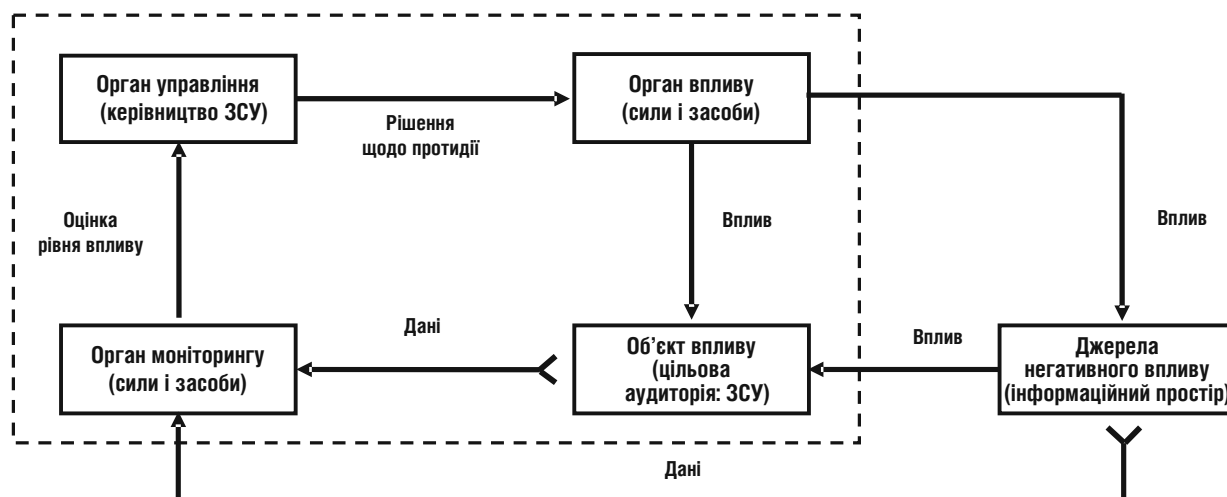 Орган управління
(керівництво ЗСУ)
Орган впливу
(сили і засоби)
Рішення
щодо протидії
Оцінка
рівня впливу
Вплив
Вплив
Дані
Вплив
Орган моніторингу
(сили і засоби)
Об’єкт впливу
(цільова
аудиторія: ЗСУ)
Джерела
негативного впливу
(інформаційний простір)
Дані